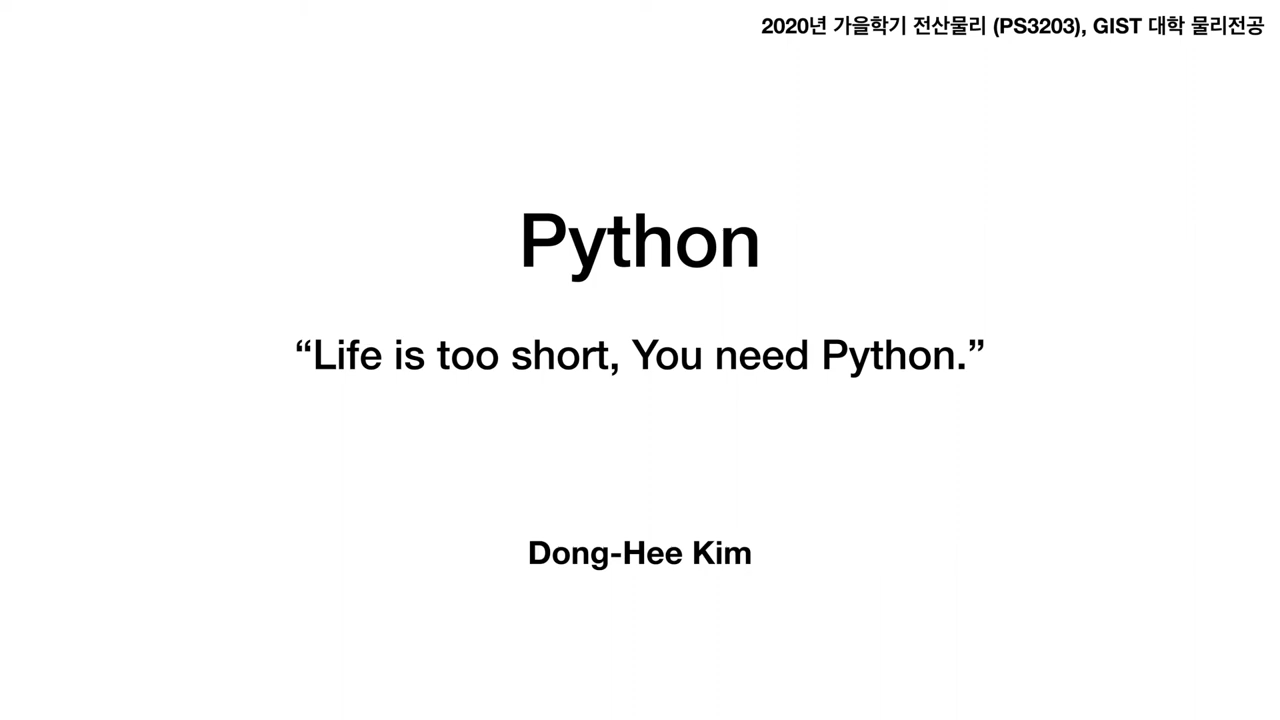 2020년 가을학기 전산물리 (PS3203), GIST 대학 물리전공
Python
“Life is too short, You need Python.”
Dong-Hee Kim